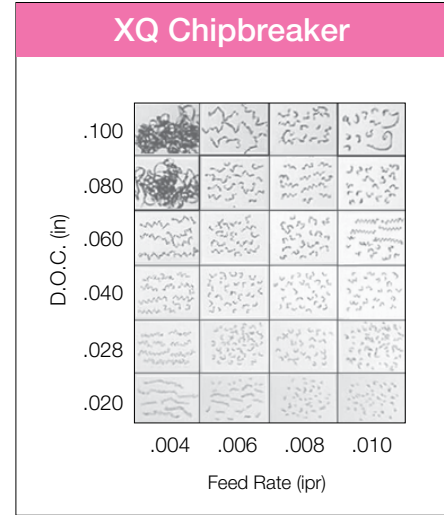 XQ Chipbreaker
.100
.080
.060
.040
.028
.020
D.O.C. (in)
.004 .006 .008 .010
Feed Rate (ipr)